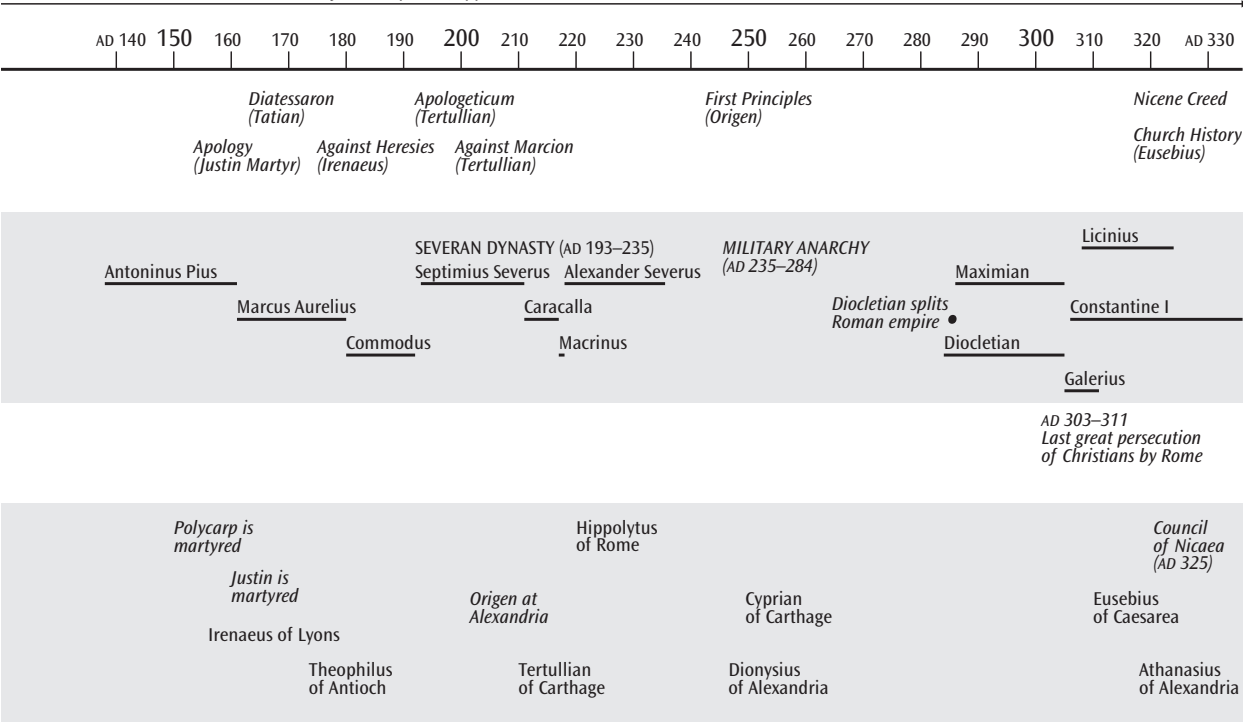 AD 140 150 160 170 180 190 200 210 220 230 240 250 260 270 280 290 300 310 320 AD 330
Diatessaron
(Tatian)
Apologeticum
(Tertullian)
First Principles
(Origen)
Nicene Creed
Apology
(Justin Martyr)
Against Heresies
(Irenaeus)
Against Marcion
(Tertullian)
Church History
(Eusebius)
Licinius
SEVERAN DYNASTY (AD 193–235)
MILITARY ANARCHY
(AD 235–284)
Antoninus Pius
Septimius Severus
Alexander Severus
Maximian
Marcus Aurelius
Caracalla
Diocletian splits
Roman empire
Constantine I
Commodus
Macrinus
Diocletian
Galerius
AD 303–311
Last great persecution
of Christians by Rome
Polycarp is
martyred
Hippolytus
of Rome
Council
of Nicaea
(AD 325)
Justin is
martyred
Origen at
Alexandria
Cyprian
of Carthage
Eusebius
of Caesarea
Irenaeus of Lyons
Theophilus
of Antioch
Tertullian
of Carthage
Dionysius
of Alexandria
Athanasius
of Alexandria